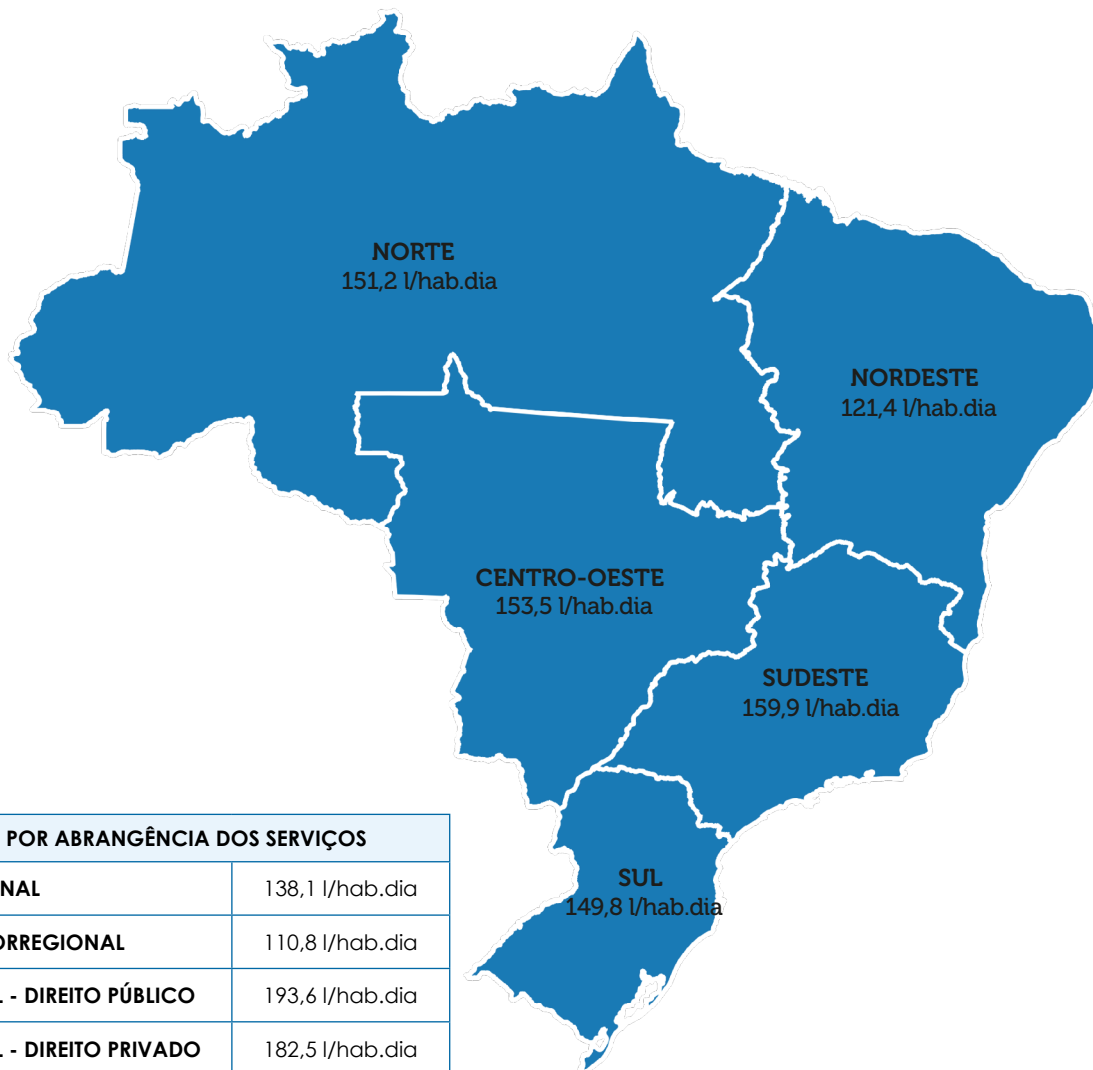 NORTE
151,2 l/hab.dia
NORDESTE
121,4 l/hab.dia
CENTRO-OESTE
153,5 l/hab.dia
SUDESTE
159,9 l/hab.dia
SUL
149,8 l/hab.dia
POR ABRANGÊNCIA DOS SERVIÇOS
NAL 138,1 l/hab.dia
ORREGIONAL 110,8 l/hab.dia
- DIREITO PÚBLICO 193,6 l/hab.dia
- DIREITO PRIVADO 182,5 l/hab.dia